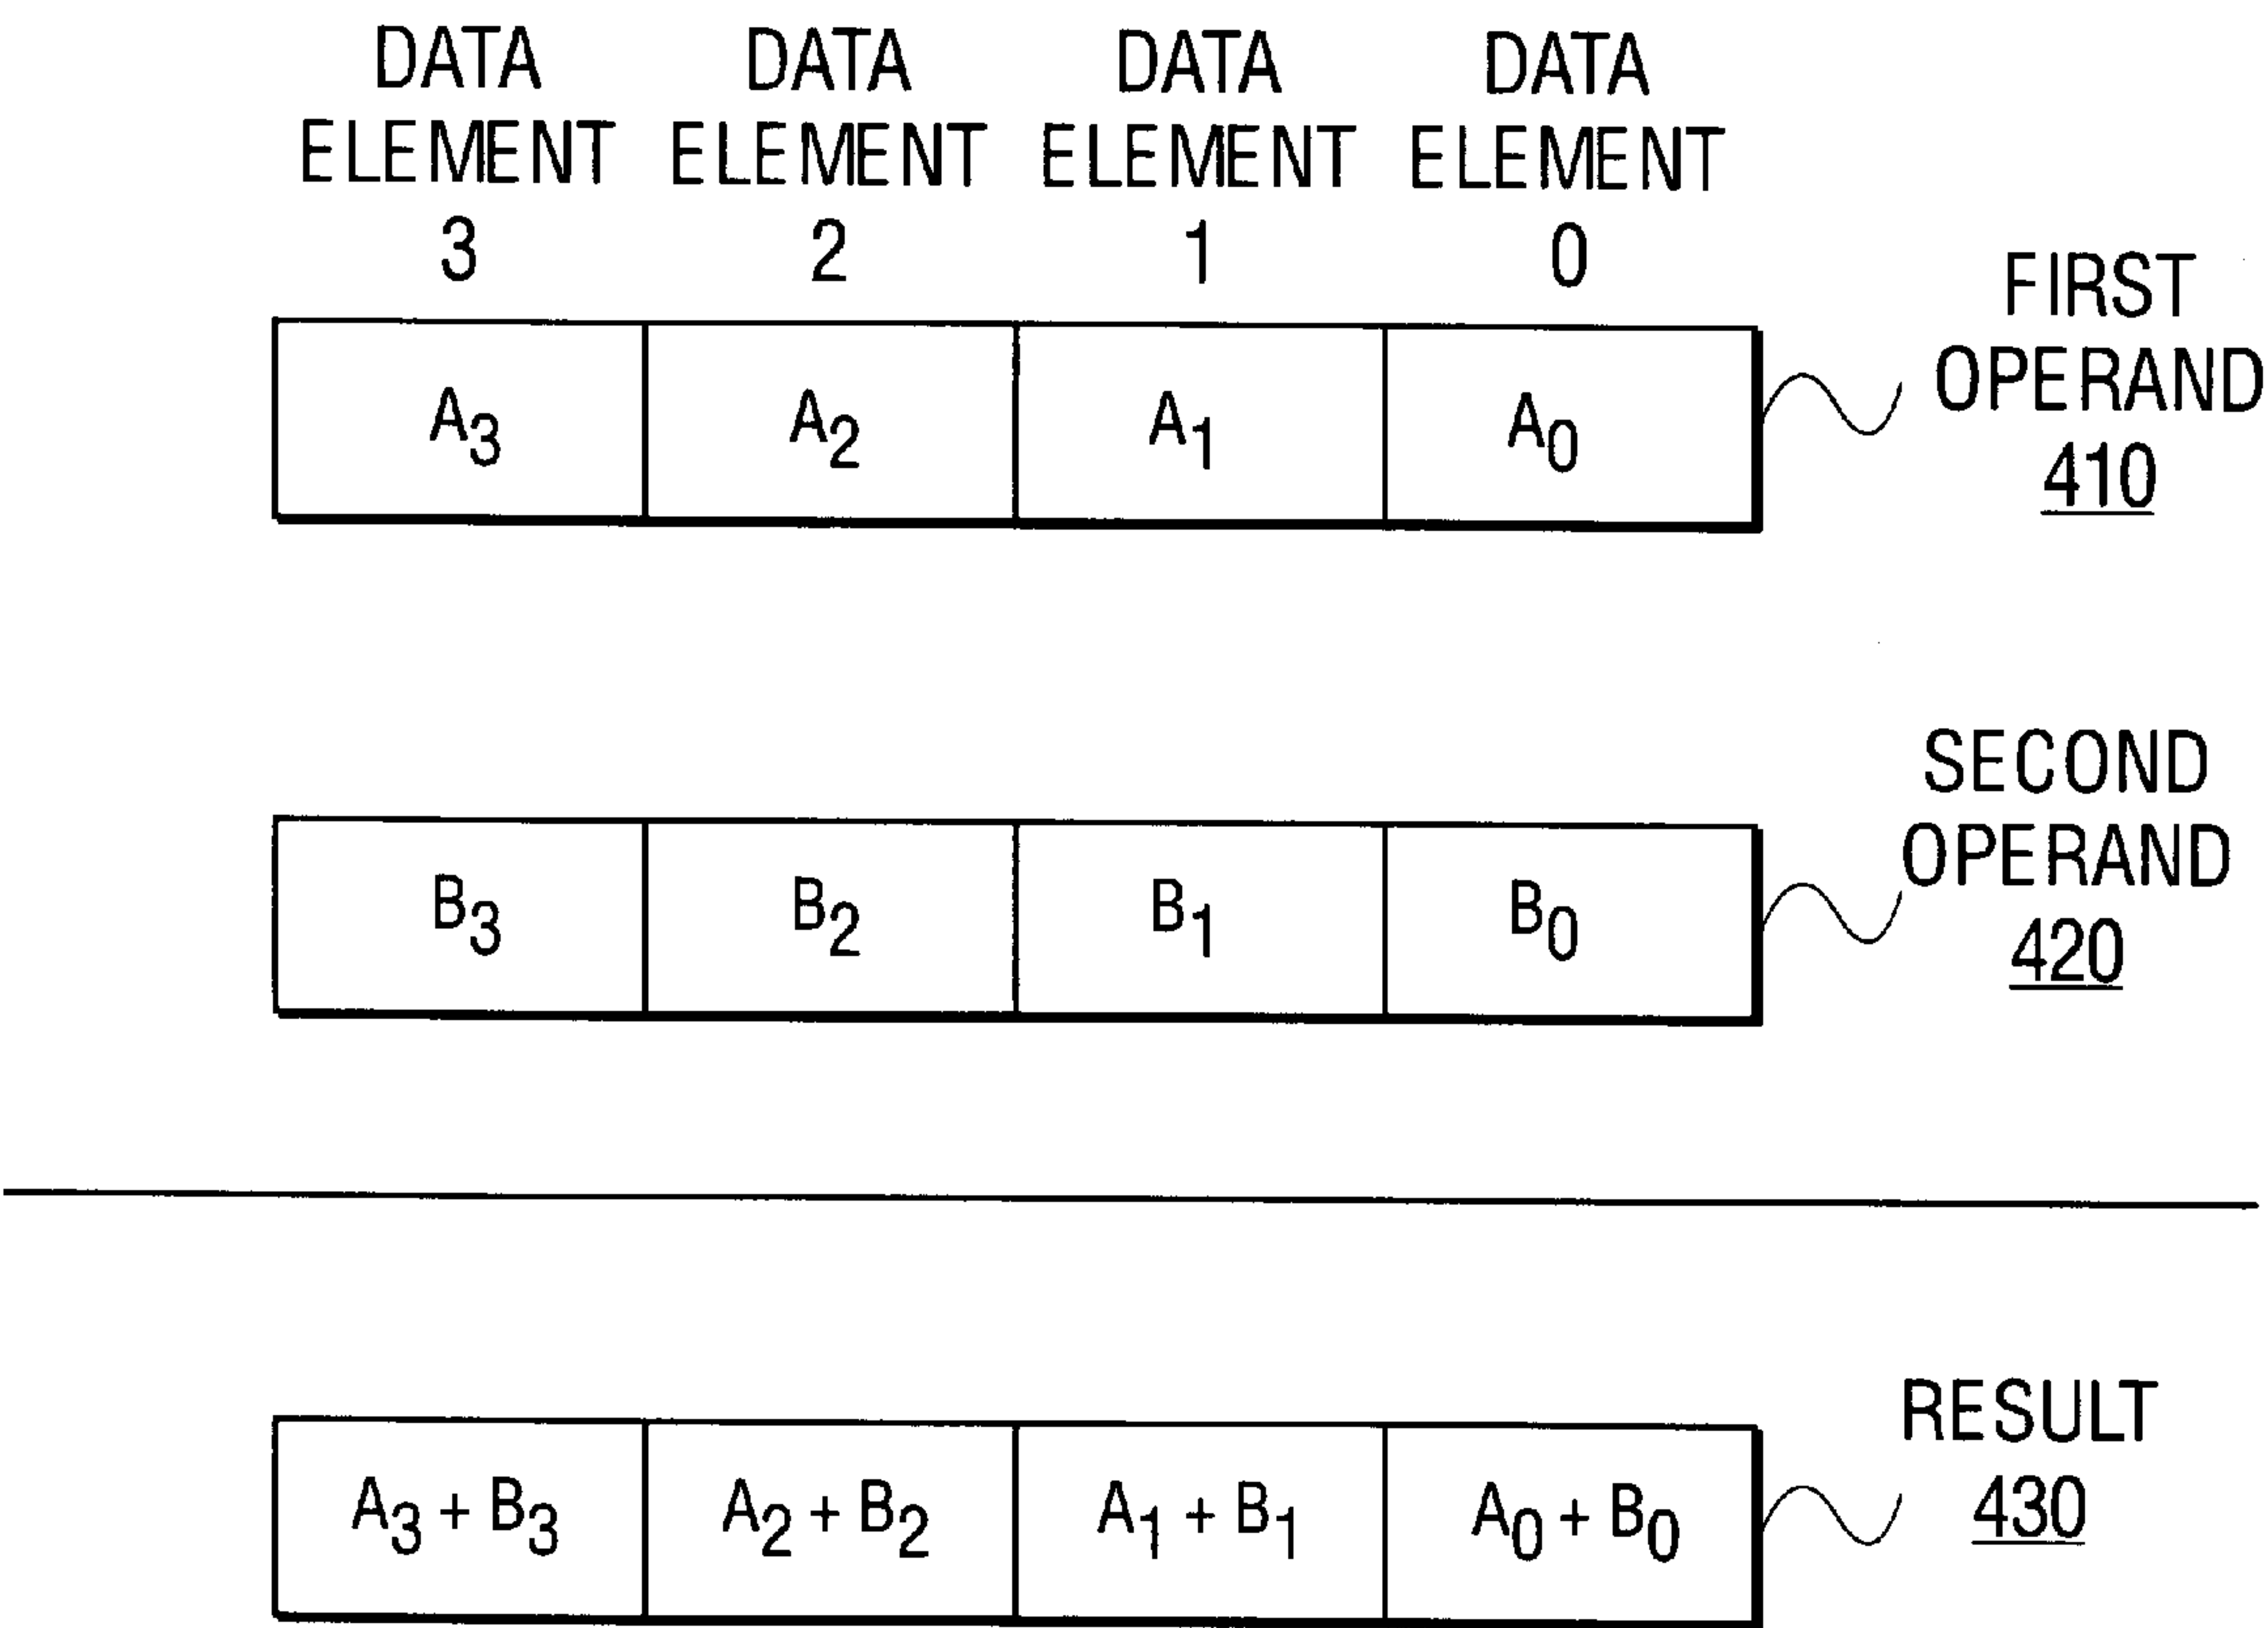 DATA DATA DATA DATA
ELEMENT ELEMENT ELEMENT ELEMENT
3 2 1 0
FIRST
OPERAND
410
A3 A2 A1 A0
SECOND
OPERAND
420
B3 B2 B1 B0
RESULT
430
A3 + B3 A2 + B2 A1 + B1 A0 + B0